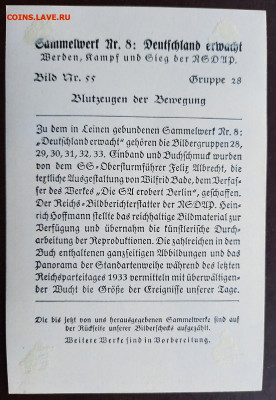 coins.lave.ru
Sammelwerk Nr. 8: Deutschland erwacht
Werden, Kampf und Sieg der NSDAP.
Bild Nr. 55 Gruppe 28
Blutzeugen der Bewegung
Zu dem in Leinen gebundenen Sammelwerk Nr. 8:
„Deutschland erwacht“ gehören die Bildergruppen 28,
29, 30, 31, 32, 33. Einband und Buchschmuck wurden
von dem SS-Obersturmführer Felix Albrecht, die
textliche Ausgestaltung von Wilfrid Bade, dem Verfas-
ser des Werkes „Die SA erobert Berlin“, geschaffen.
Der Reichs-Bildberichterstatter der NSDAP. Hein-
rich Hoffmann stellte das reichhaltige Bildmaterial zur
Verfügung und übernahm die künstlerische Durch-
arbeitung der Reproduktionen. Die zahlreichen in dem
Buch enthaltenen ganzseitigen Abbildungen und das
Panorama der Standartenweihe während des letzten
Reichsparteitages 1933 vermitteln mit überwältigen-
der Wucht die Größe der Ereignisse unserer Tage.
Die bis jetzt von uns herausgegebenen Sammelwerke sind auf
der Rückseite unserer Bilderschecks aufgezählt.
Weitere Werke sind in Vorbereitung.